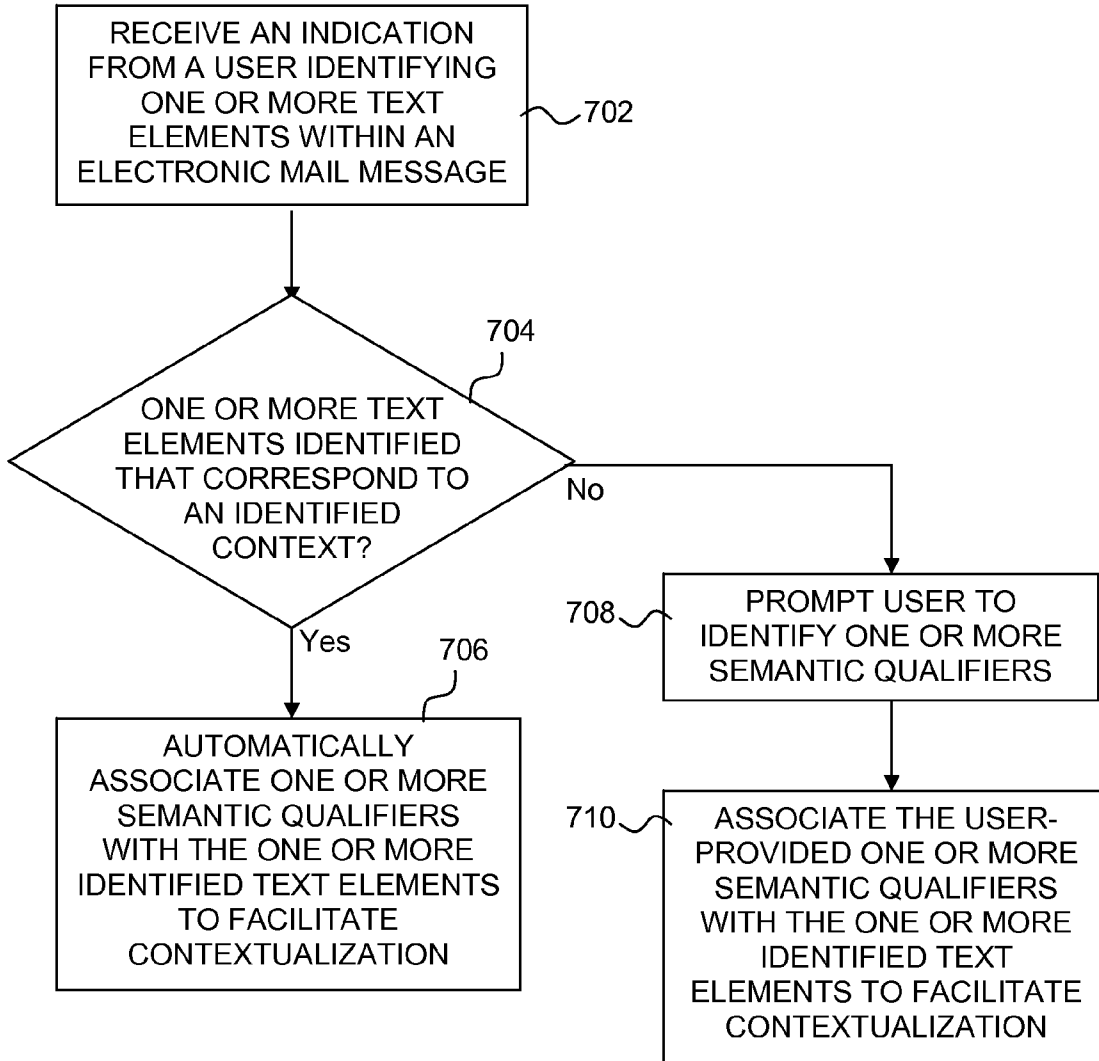 RECEIVE AN INDICATION
FROM A USER IDENTIFYING
ONE OR MORE TEXT
ELEMENTS WITHIN AN
ELECTRONIC MAIL MESSAGE
702
704
ONE OR MORE TEXT
ELEMENTS IDENTIFIED
THAT CORRESPOND TO
AN IDENTIFIED
CONTEXT?
No
Yes
706
AUTOMATICALLY
ASSOCIATE ONE OR MORE
SEMANTIC QUALIFIERS
WITH THE ONE OR MORE
IDENTIFIED TEXT ELEMENTS
TO FACILITATE
CONTEXTUALIZATION
708
PROMPT USER TO
IDENTIFY ONE OR MORE
SEMANTIC QUALIFIERS
710
ASSOCIATE THE USER-
PROVIDED ONE OR MORE
SEMANTIC QUALIFIERS
WITH THE ONE OR MORE
IDENTIFIED TEXT
ELEMENTS TO FACILITATE
CONTEXTUALIZATION